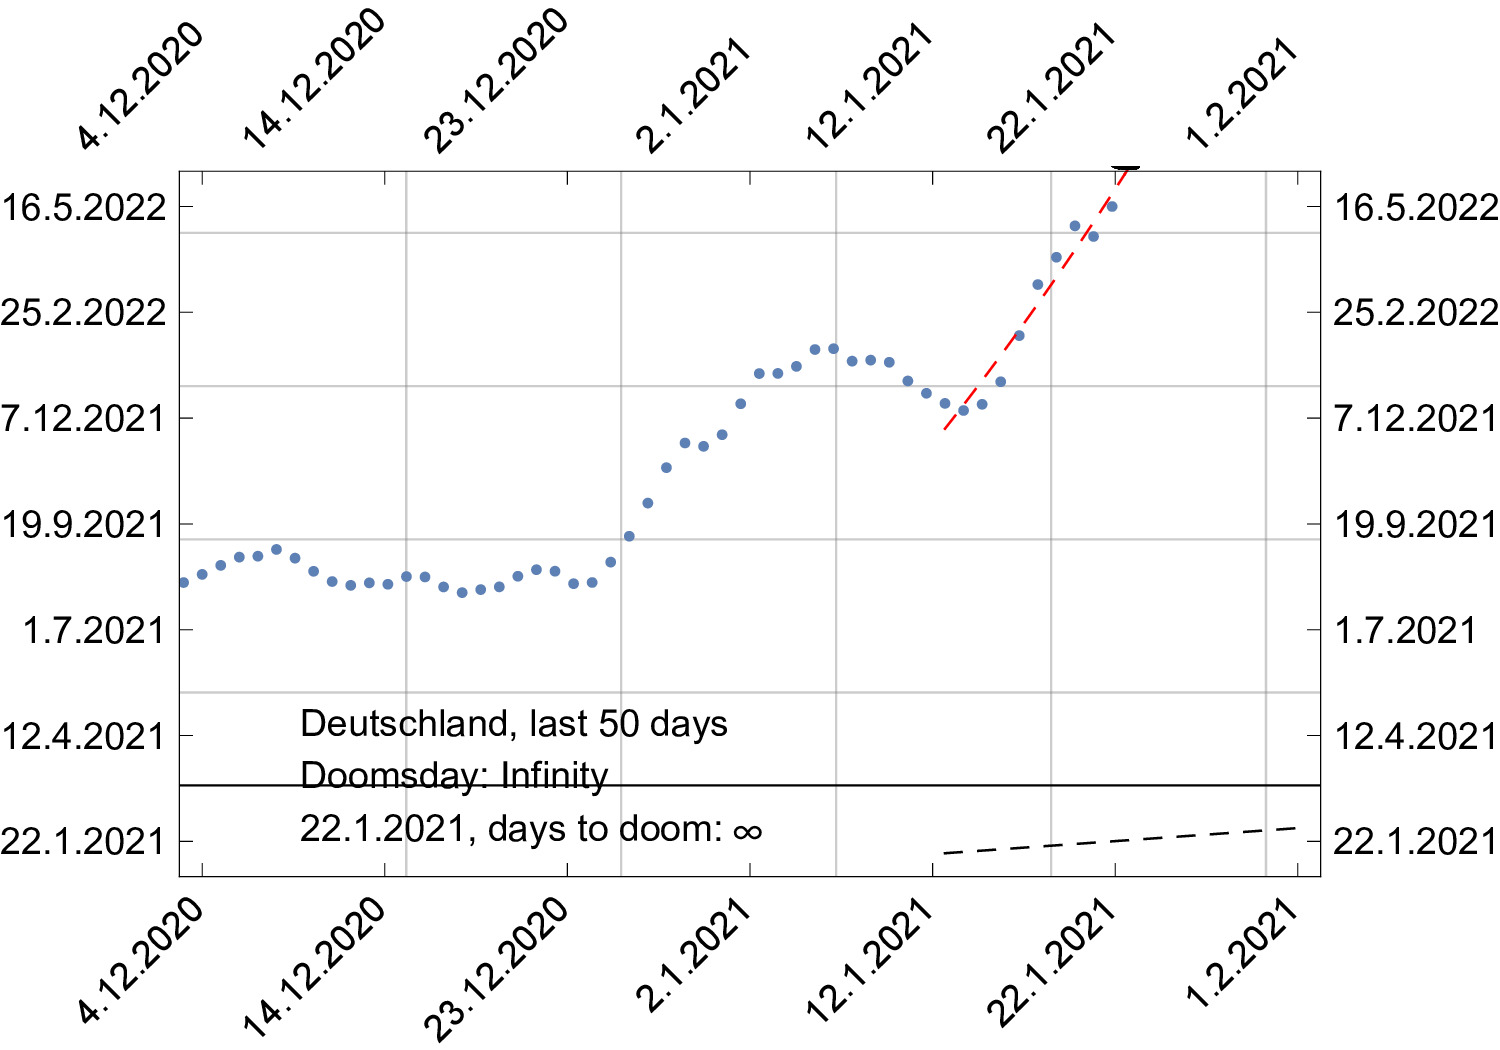 4.12.2020 14.12.2020 23.12.2020 2.1.2021 12.1.2021 22.1.2021 1.2.2021
16.5.2022 16.5.2022
25.2.2022 25.2.2022
7.12.2021 7.12.2021
19.9.2021 19.9.2021
1.7.2021 1.7.2021
Deutschland, last 50 days
12.4.2021 12.4.2021
Doomsday: Infinity
22.1.2021, days to doom: ∞
22.1.2021 22.1.2021
4.12.2020 14.12.2020 23.12.2020 2.1.2021 12.1.2021 22.1.2021 1.2.2021